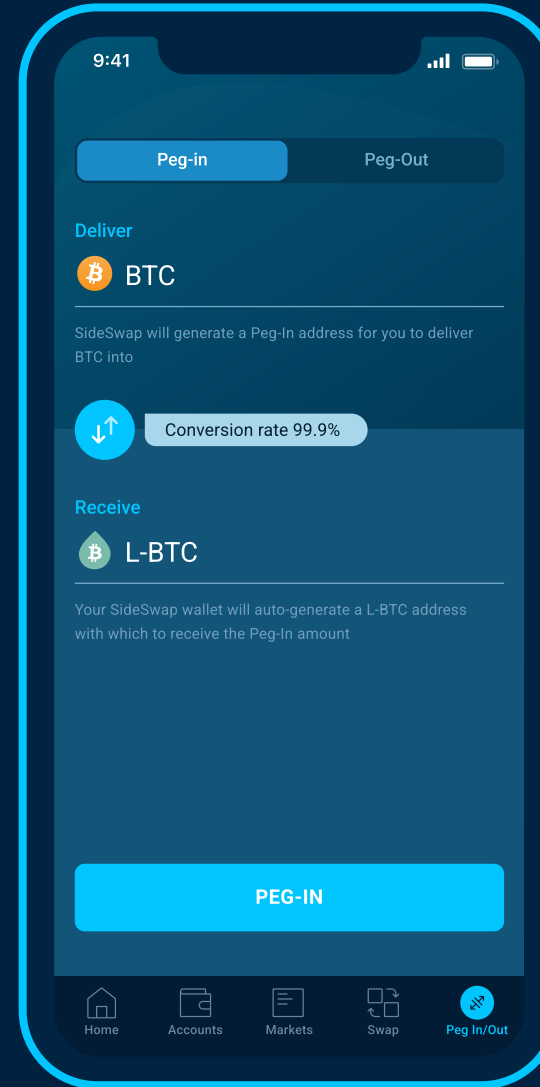 9:41
Peg-in
Peg-Out
Deliver
BTC
SideSwap will generate a Peg-In address for you to deliver
BTC into
Conversion rate 99.9%
Receive
L-BTC
Your SideSwap wallet will auto-generate a L-BTC address
with which to receive the Peg-In amount
PEG-IN
Home
Accounts
Markets
Swap
Peg In/Out